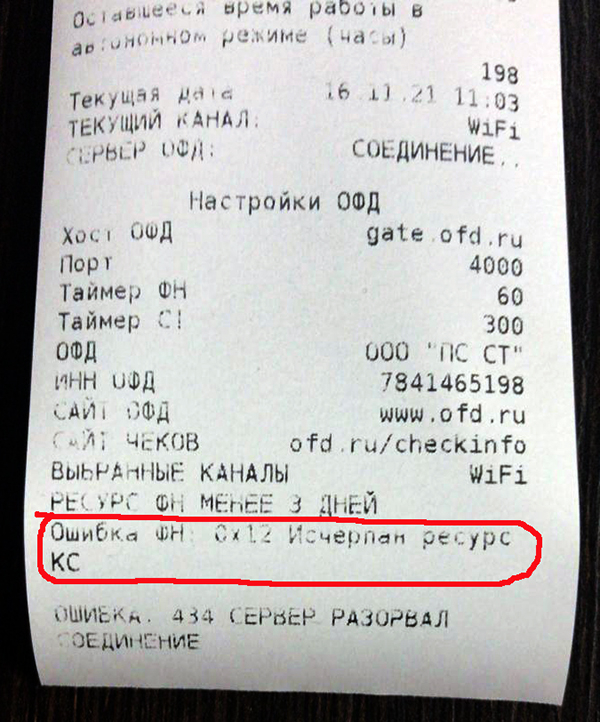 Оставшееся время работы в
автономном режиме (часы)
198
Текущая дата 16.11.21 11:03
ТЕКУЩИЙ КАНАЛ: WiFi
СЕРВЕР ОФД: СОЕДИНЕНИЕ..
Настройки ОФД
Хост ОФД gate.ofd.ru
Порт 4000
Таймер ФН 60
Таймер С! 300
ОФД ООО "ПС СТ"
ИНН ОФД 7841465198
САЙТ ОФД www.ofd.ru
САЙТ ЧЕКОВ ofd.ru/checkinfo
ВЫБРАННЫЕ КАНАЛЫ WiFi
РЕСУРС ФН МЕНЕЕ 3 ДНЕЙ
Ошибка ФН: 0x12 Исчерпан ресурс
КС
ОШИБКА. 434 СЕРВЕР РАЗОРВАЛ
СОЕДИНЕНИЕ